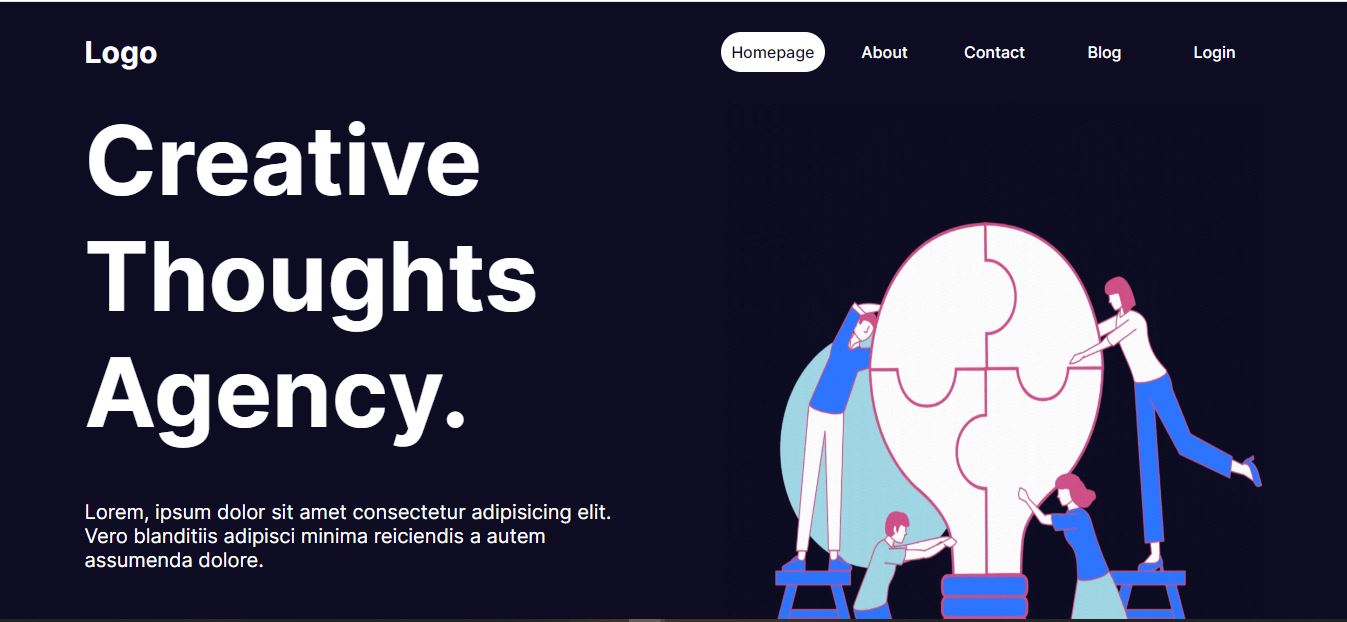 Logo
Homepage About Contact Blog Login
Creative
Thoughts
Agency.
Lorem, ipsum dolor sit amet consectetur adipisicing elit.
Vero blanditiis adipisci minima reiciendis a autem
assumenda dolore.